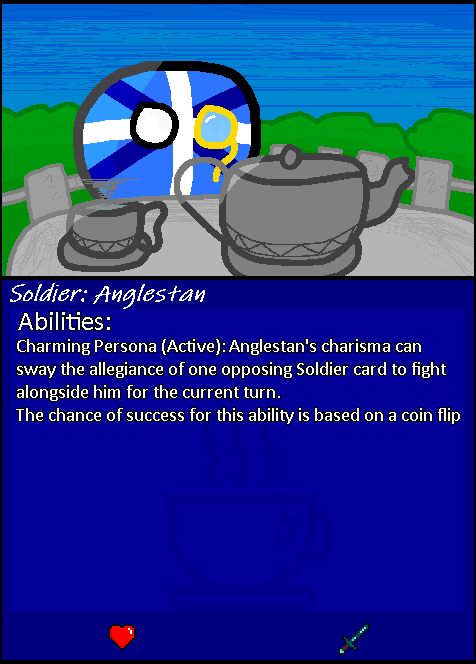 Soldier: Anglestan
Abilities:
Charming Persona (Active): Anglestan's charisma can
sway the allegiance of one opposing Soldier card to fight
alongside him for the current turn.
The chance of success for this ability is based on a coin flip